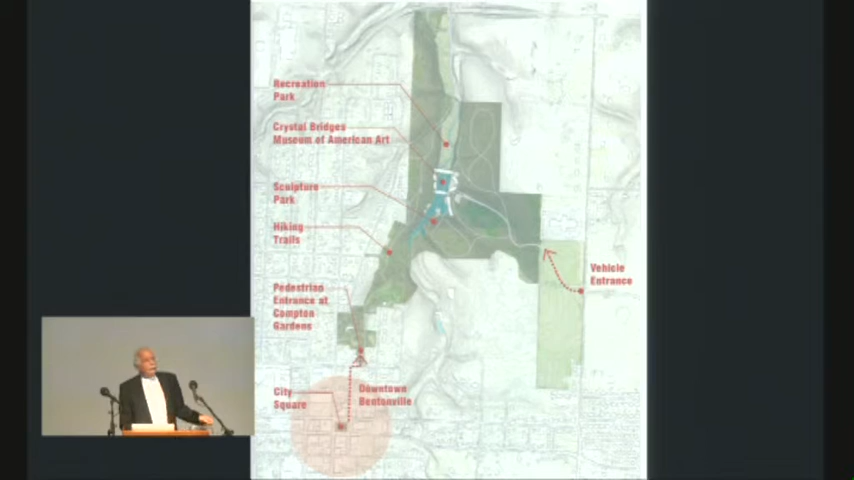 Recreation
Park
Crystal Bridges
Museum of American Art
Sculpture
Park
Hiking
Trails
Vehicle
Entrance
Pedestrian
Entrance at
Compton
Gardens
City
Square
Downtown
Bentonville